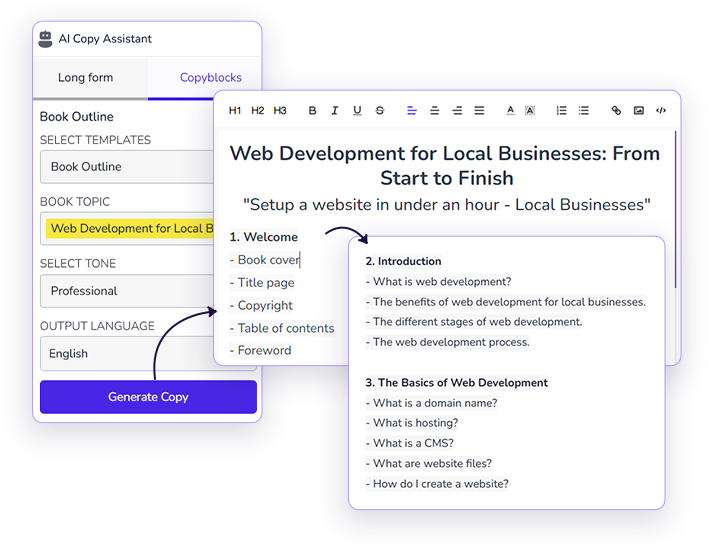 AI Copy Assistant
Long form
Copyblocks
Book Outline
SELECT TEMPLATES
Book Outline
BOOK TOPIC
Web Development for Local B
SELECT TONE
Professional
OUTPUT LANGUAGE
English
Generate Copy
H1 H2 H3 B I U S A A </>
Web Development for Local Businesses: From
Start to Finish
"Setup a website in under an hour - Local Businesses"
1. Welcome
- Book cover
- Title page
- Copyright
- Table of contents
- Foreword
2. Introduction
- What is web development?
- The benefits of web development for local businesses.
- The different stages of web development.
- The web development process.
3. The Basics of Web Development
- What is a domain name?
- What is hosting?
- What is a CMS?
- What are website files?
- How do I create a website?